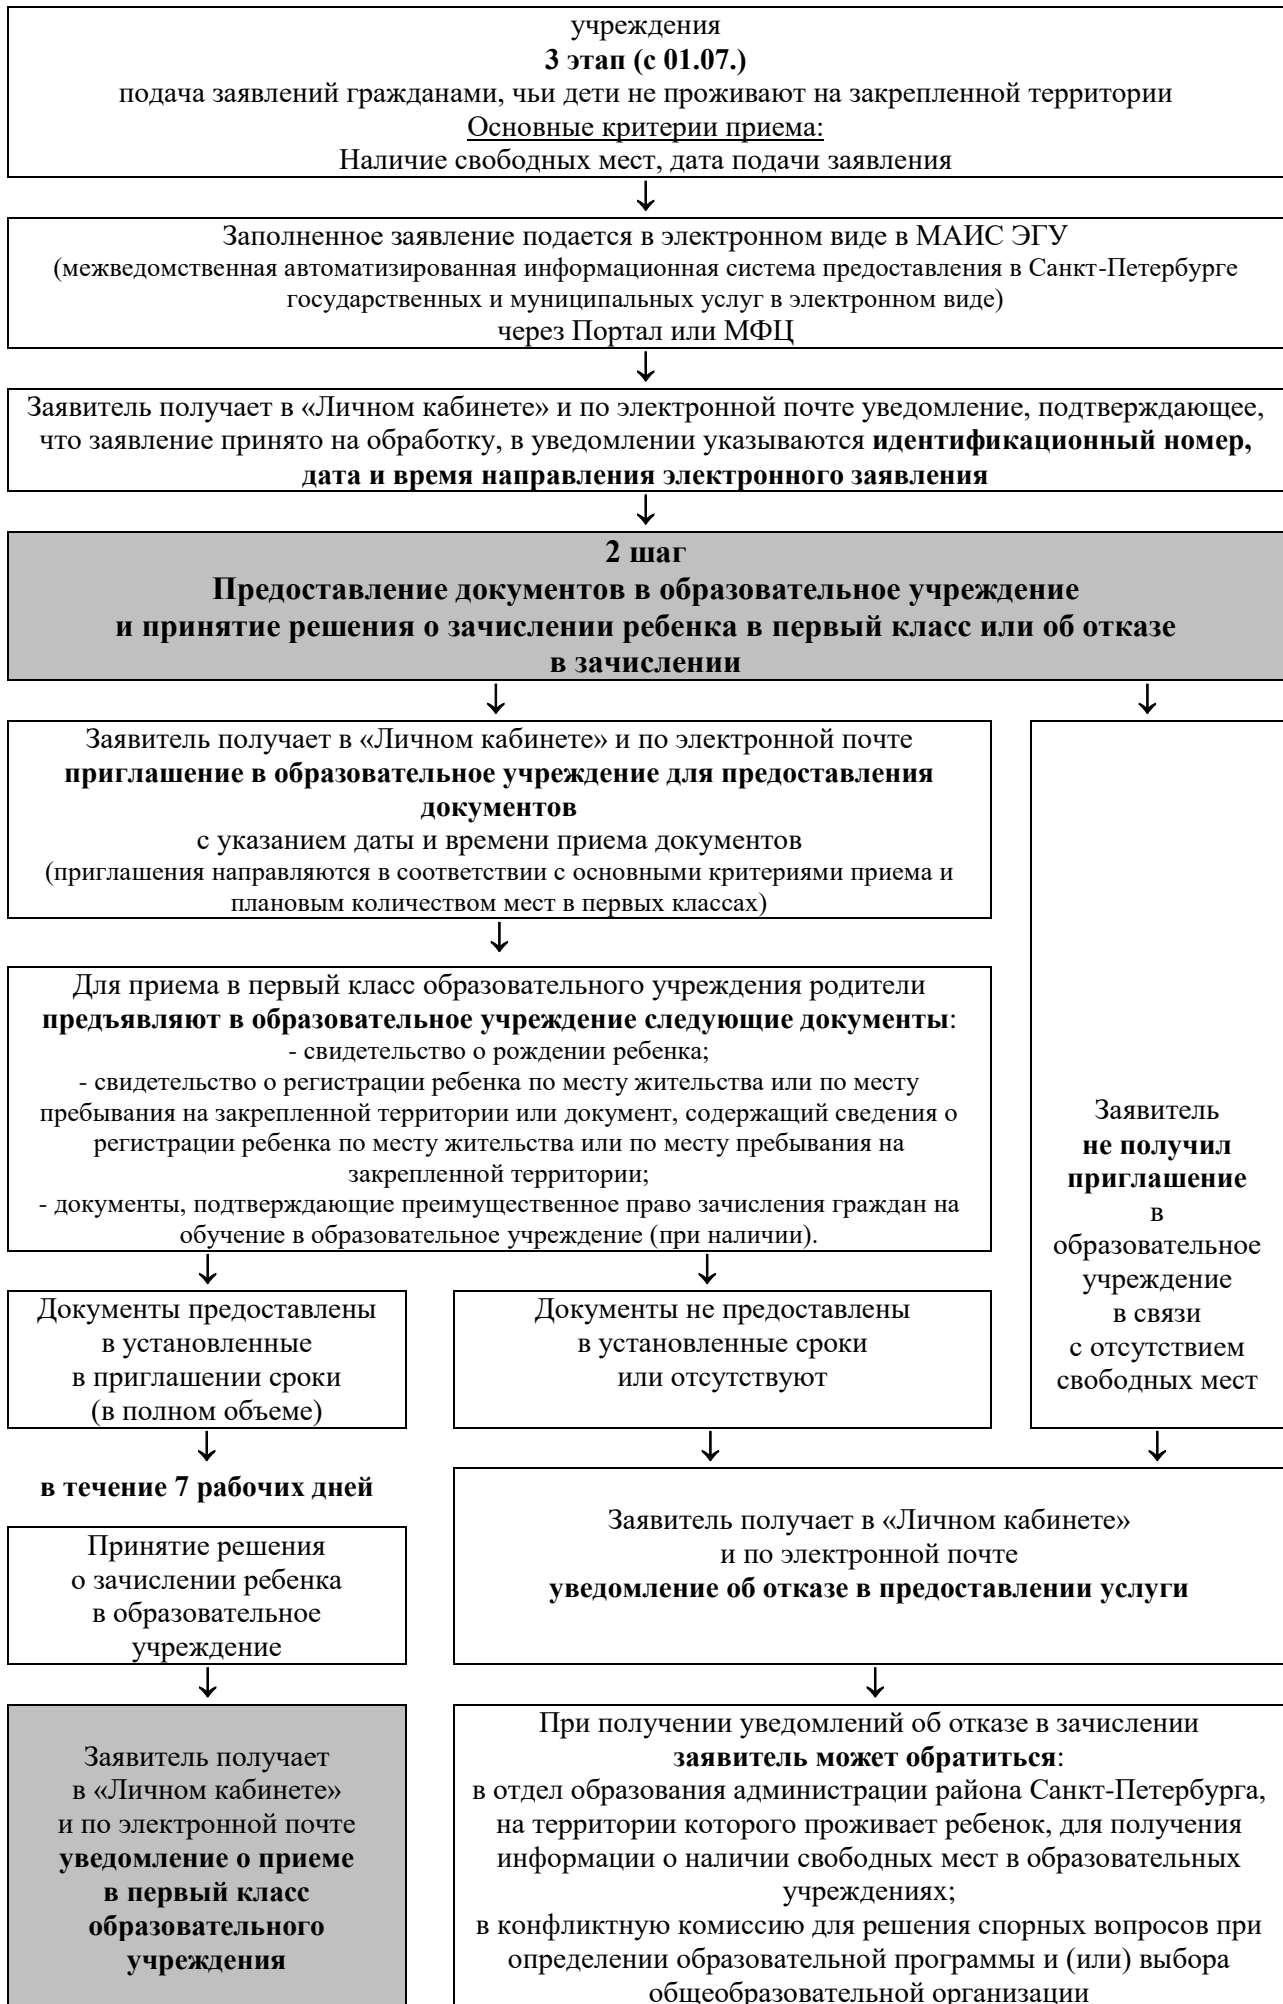 учреждения
3 этап (с 01.07.)
подача заявлений гражданами, чьи дети не проживают на закрепленной территории
Основные критерии приема:
Наличие свободных мест, дата подачи заявления
Заполненное заявление подается в электронном виде в МАИС ЭГУ
(межведомственная автоматизированная информационная система предоставления в Санкт-Петербурге
государственных и муниципальных услуг в электронном виде)
через Портал или МФЦ
Заявитель получает в «Личном кабинете» и по электронной почте уведомление, подтверждающее,
что заявление принято на обработку, в уведомлении указываются идентификационный номер,
дата и время направления электронного заявления
2 шаг
Предоставление документов в образовательное учреждение
и принятие решения о зачислении ребенка в первый класс или об отказе
в зачислении
Заявитель получает в «Личном кабинете» и по электронной почте
приглашение в образовательное учреждение для предоставления
документов
с указанием даты и времени приема документов
(приглашения направляются в соответствии с основными критериями приема и
плановым количеством мест в первых классах)
Для приема в первый класс образовательного учреждения родители
предъявляют в образовательное учреждение следующие документы:
- свидетельство о рождении ребенка;
- свидетельство о регистрации ребенка по месту жительства или по месту
пребывания на закрепленной территории или документ, содержащий сведения о
регистрации ребенка по месту жительства или по месту пребывания на
закрепленной территории;
- документы, подтверждающие преимущественное право зачисления граждан на
обучение в образовательное учреждение (при наличии).
Заявитель
не получил
приглашение
в
образовательное
учреждение
в связи
с отсутствием
свободных мест
Документы предоставлены
в установленные
в приглашении сроки
(в полном объеме)
Документы не предоставлены
в установленные сроки
или отсутствуют
в течение 7 рабочих дней
Принятие решения
о зачислении ребенка
в образовательное
учреждение
Заявитель получает в «Личном кабинете»
и по электронной почте
уведомление об отказе в предоставлении услуги
Заявитель получает
в «Личном кабинете»
и по электронной почте
уведомление о приеме
в первый класс
образовательного
учреждения
При получении уведомлений об отказе в зачислении
заявитель может обратиться:
в отдел образования администрации района Санкт-Петербурга,
на территории которого проживает ребенок, для получения
информации о наличии свободных мест в образовательных
учреждениях;
в конфликтную комиссию для решения спорных вопросов при
определении образовательной программы и (или) выбора
общеобразовательной организации